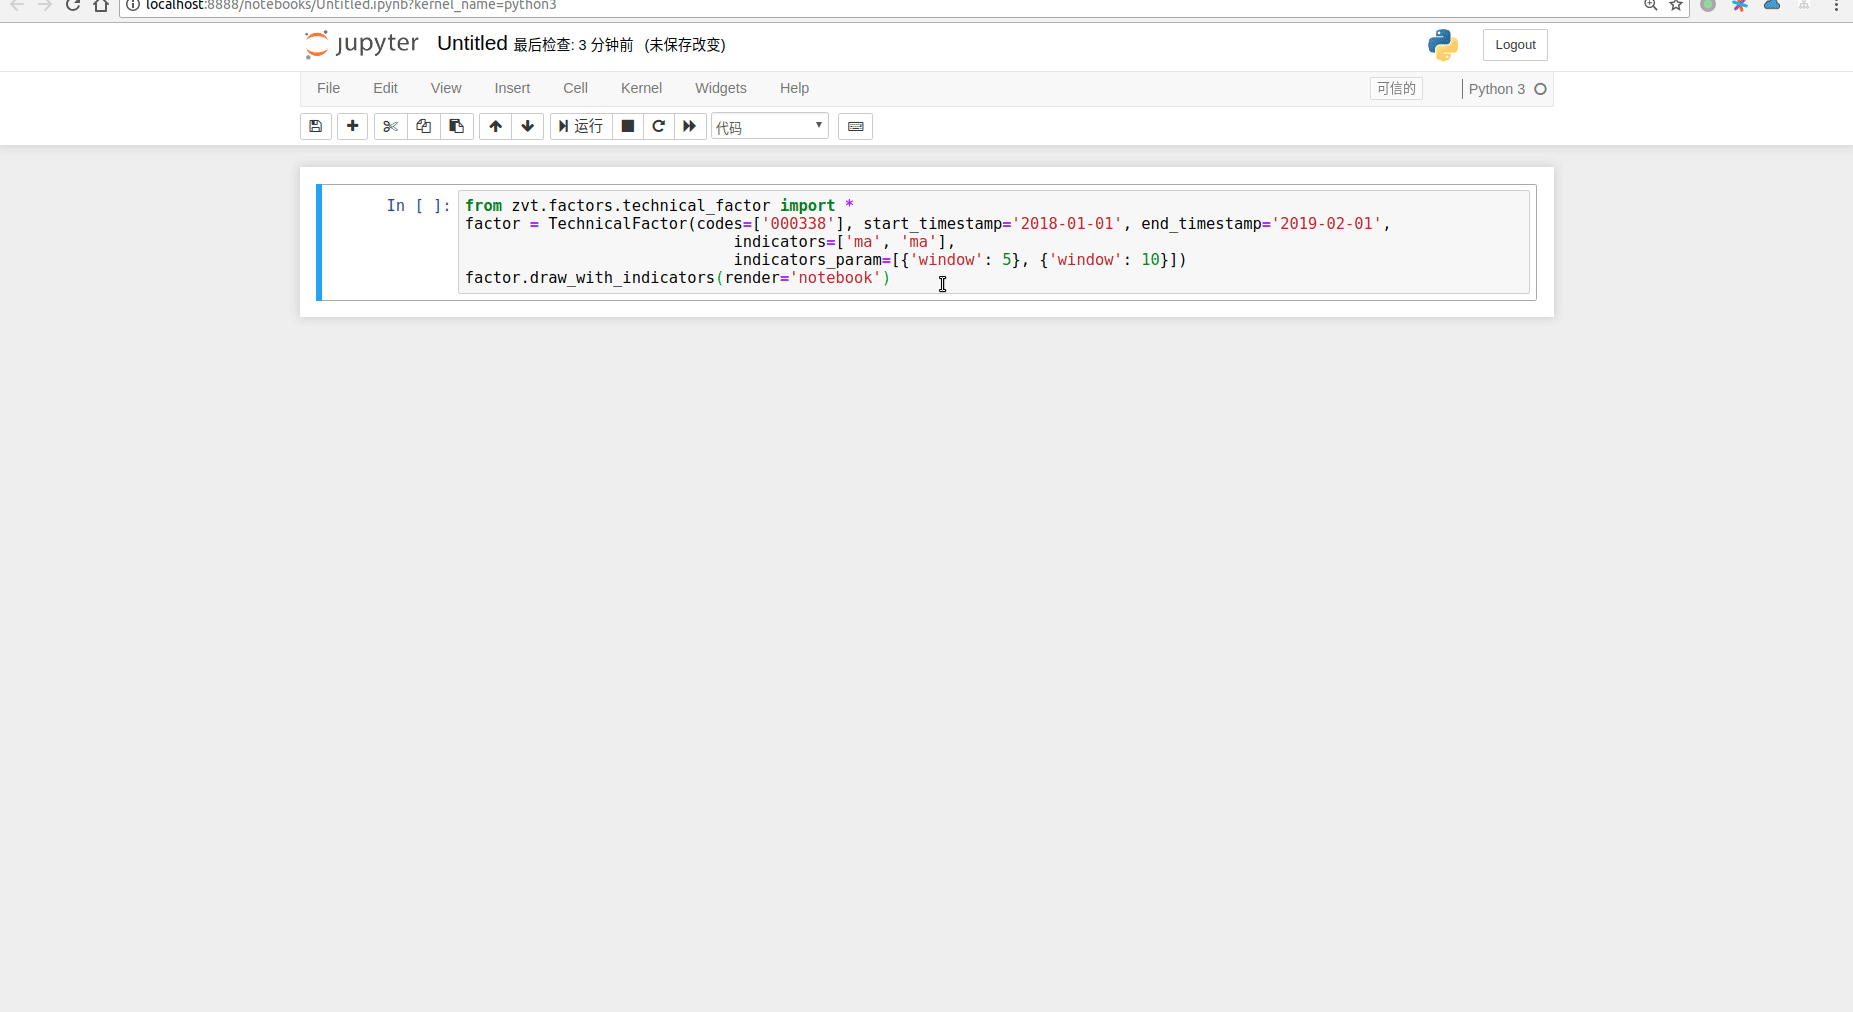 localhost:8888/notebooks/Untitled.ipynb?kernel_name=python3
jupyter Untitled 最后检查: 3 分钟前 (未保存改变) Logout
File Edit View Insert Cell Kernel Widgets Help 可信的 Python 3
运行 代码
In [ ]: from zvt.factors.technical_factor import *
factor = TechnicalFactor(codes=['000338'], start_timestamp='2018-01-01', end_timestamp='2019-02-01',
indicators=['ma', 'ma'],
indicators_param=[{'window': 5}, {'window': 10}])
factor.draw_with_indicators(render='notebook')